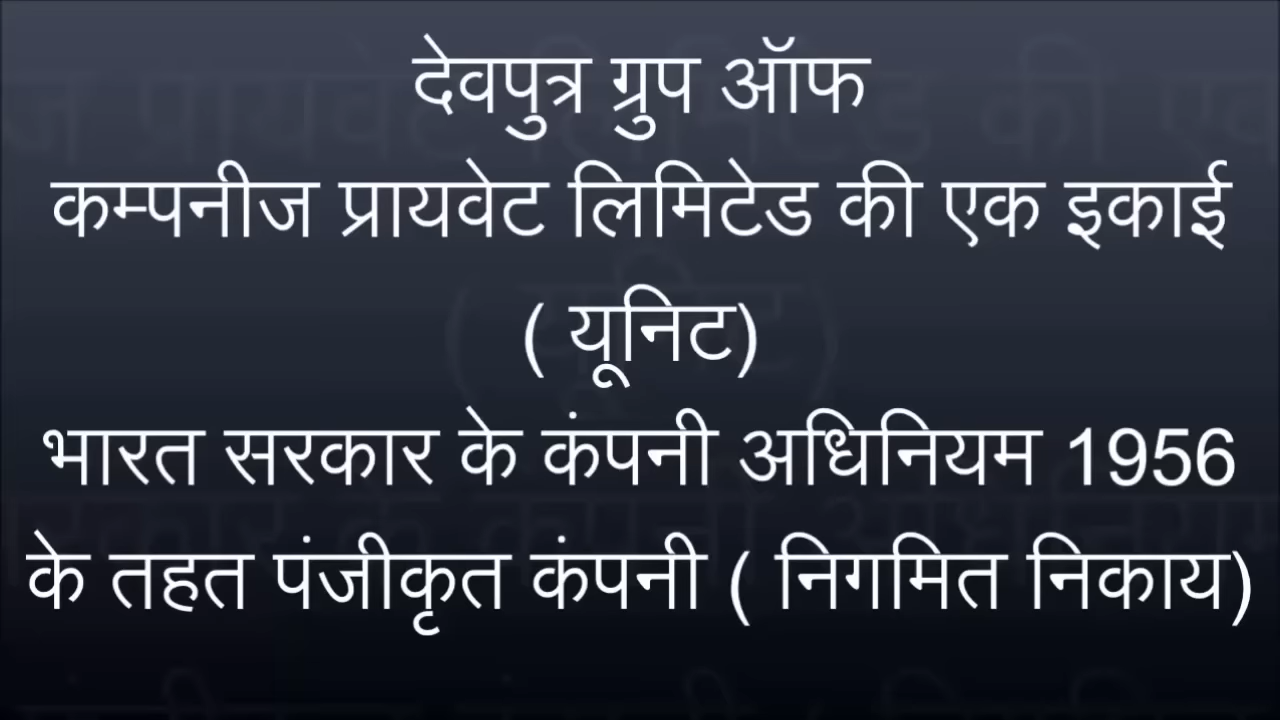 देवपुत्र ग्रुप ऑफ
कम्पनीज प्रायवेट लिमिटेड की एक इकाई
( यूनिट)
भारत सरकार के कंपनी अधिनियम 1956
के तहत पंजीकृत कंपनी ( निगमित निकाय)